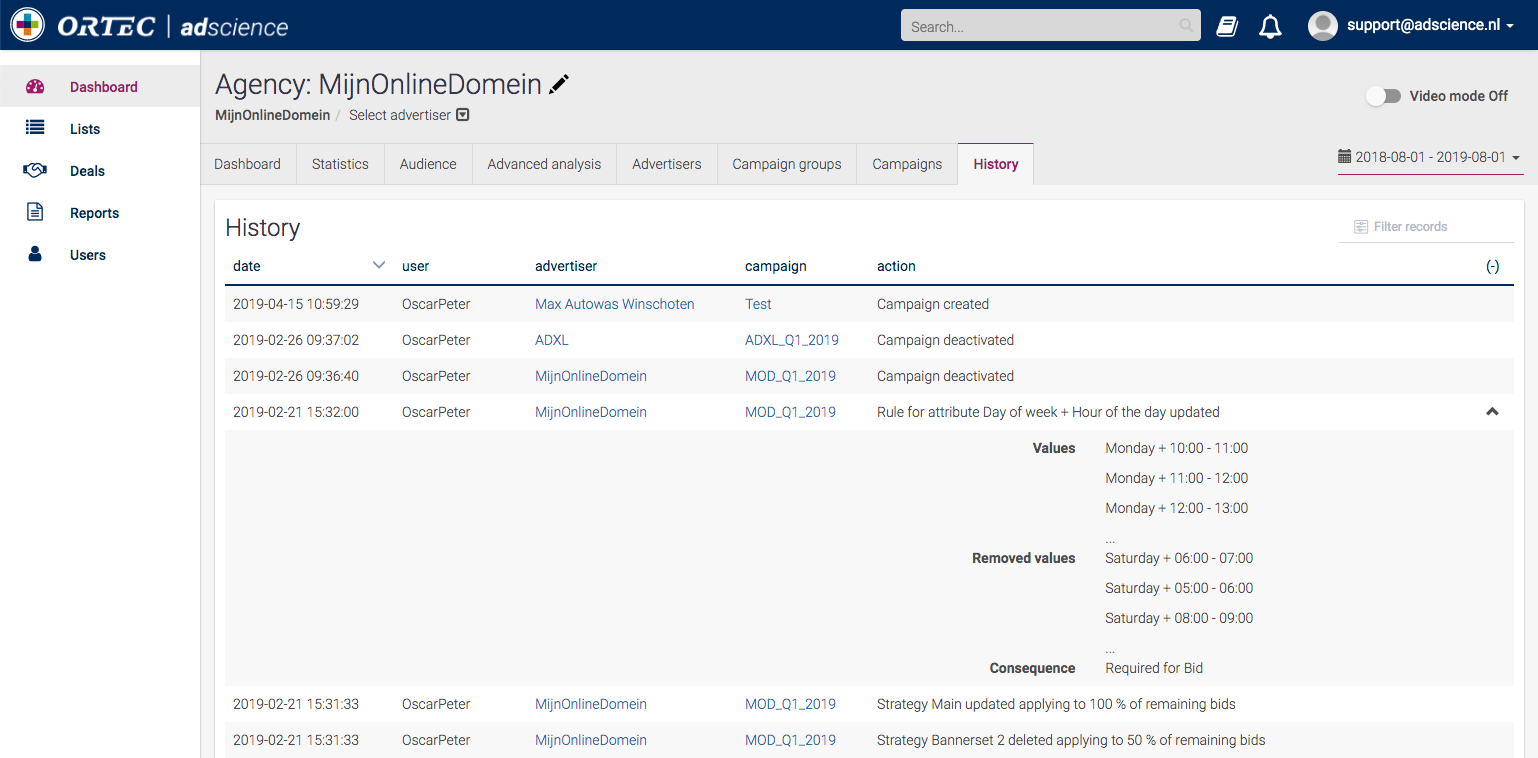 ORTEC | adscience
Search...
support@adscience.nl
Dashboard
Lists
Deals
Reports
Users
Agency: MijnOnlineDomein
MijnOnlineDomein / Select advertiser
Video mode Off
Dashboard Statistics Audience Advanced analysis Advertisers Campaign groups Campaigns History
2018-08-01 - 2019-08-01
History
Filter records
date user advertiser campaign action (-)
2019-04-15 10:59:29 OscarPeter Max Autowas Winschoten Test Campaign created
2019-02-26 09:37:02 OscarPeter ADXL ADXL_Q1_2019 Campaign deactivated
2019-02-26 09:36:40 OscarPeter MijnOnlineDomein MOD_Q1_2019 Campaign deactivated
2019-02-21 15:32:00 OscarPeter MijnOnlineDomein MOD_Q1_2019 Rule for attribute Day of week + Hour of the day updated
Values Monday + 10:00 - 11:00
Monday + 11:00 - 12:00
Monday + 12:00 - 13:00
...
Removed values Saturday + 06:00 - 07:00
Saturday + 05:00 - 06:00
Saturday + 08:00 - 09:00
...
Consequence Required for Bid
2019-02-21 15:31:33 OscarPeter MijnOnlineDomein MOD_Q1_2019 Strategy Main updated applying to 100 % of remaining bids
2019-02-21 15:31:33 OscarPeter MijnOnlineDomein MOD_Q1_2019 Strategy Bannerset 2 deleted applying to 50 % of remaining bids